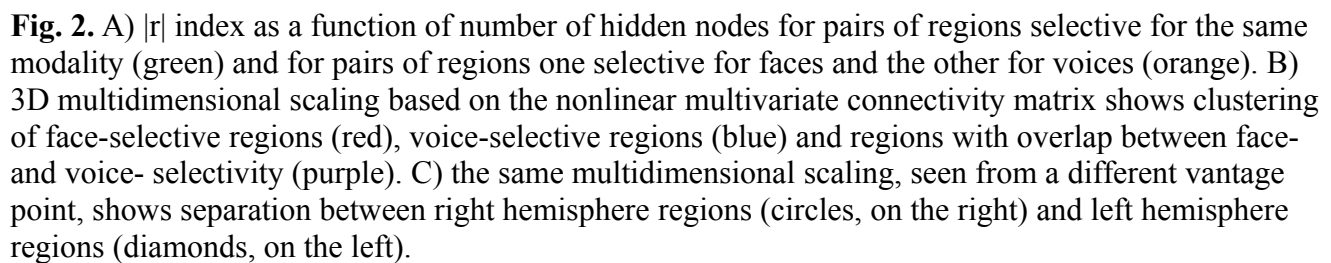 Fig. 2. A) |r| index as a function of number of hidden nodes for pairs of regions selective for the same
modality (green) and for pairs of regions one selective for faces and the other for voices (orange). B)
3D multidimensional scaling based on the nonlinear multivariate connectivity matrix shows clustering
of face-selective regions (red), voice-selective regions (blue) and regions with overlap between face-
and voice- selectivity (purple). C) the same multidimensional scaling, seen from a different vantage
point, shows separation between right hemisphere regions (circles, on the right) and left hemisphere
regions (diamonds, on the left).